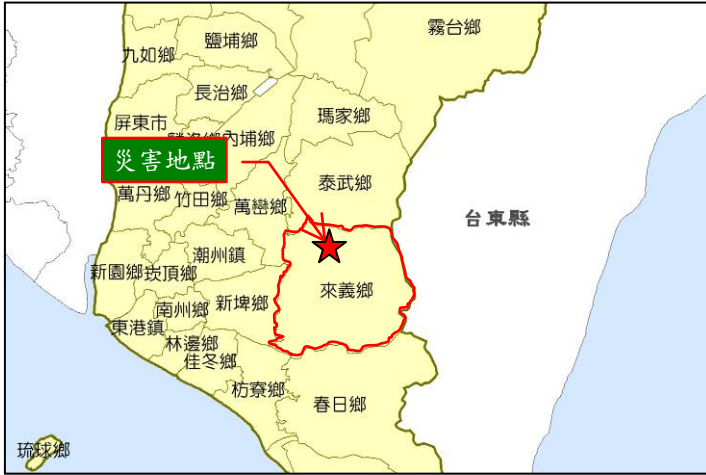 霧台鄉
鹽埔鄉
九如鄉
長治鄉
瑪家鄉
屏東市
內埔鄉
災害地點
泰武鄉
萬丹鄉
竹田鄉
萬巒鄉
台東縣
潮州鎮
新園鄉
崁頂鄉
來義鄉
新埤鄉
南州鄉
東港鎮
林邊鄉
佳冬鄉
枋寮鄉
春日鄉
琉球鄉